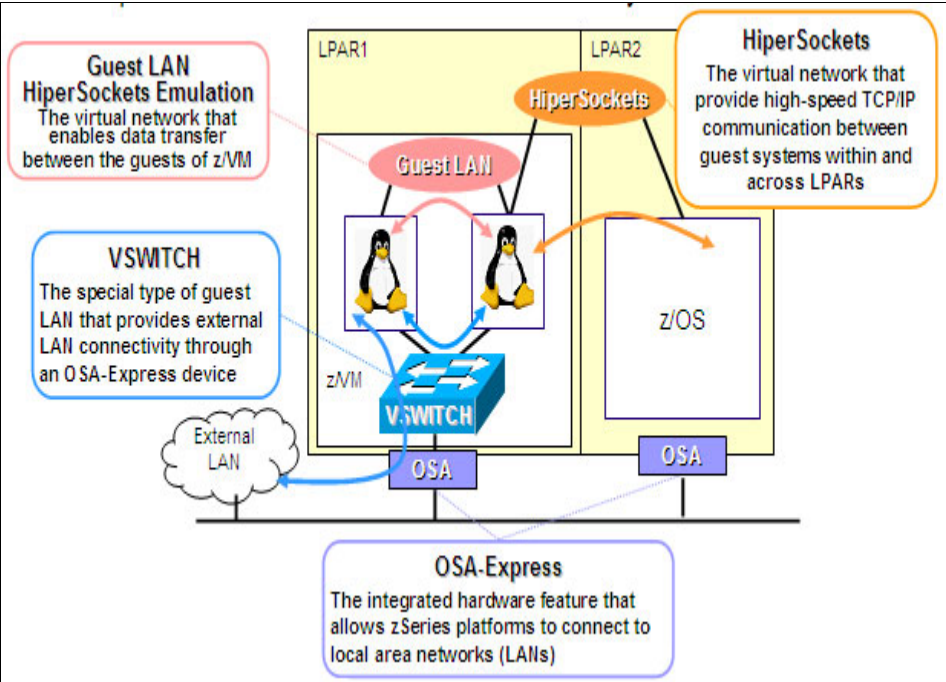 LPAR1
LPAR2
Guest LAN
HiperSockets Emulation
The virtual network that
enables data transfer
between the guests of z/VM
HiperSockets
HiperSockets
The virtual network that
provide high-speed TCP/IP
communication between
guest systems within and
across LPARs
Guest LAN
VSWITCH
The special type of guest
LAN that provides external
LAN connectivity through
an OSA-Express device
z/OS
z/VM
VSWITCH
External
LAN
OSA
OSA
OSA-Express
The integrated hardware feature that
allows zSeries platforms to connect to
local area networks (LANs)